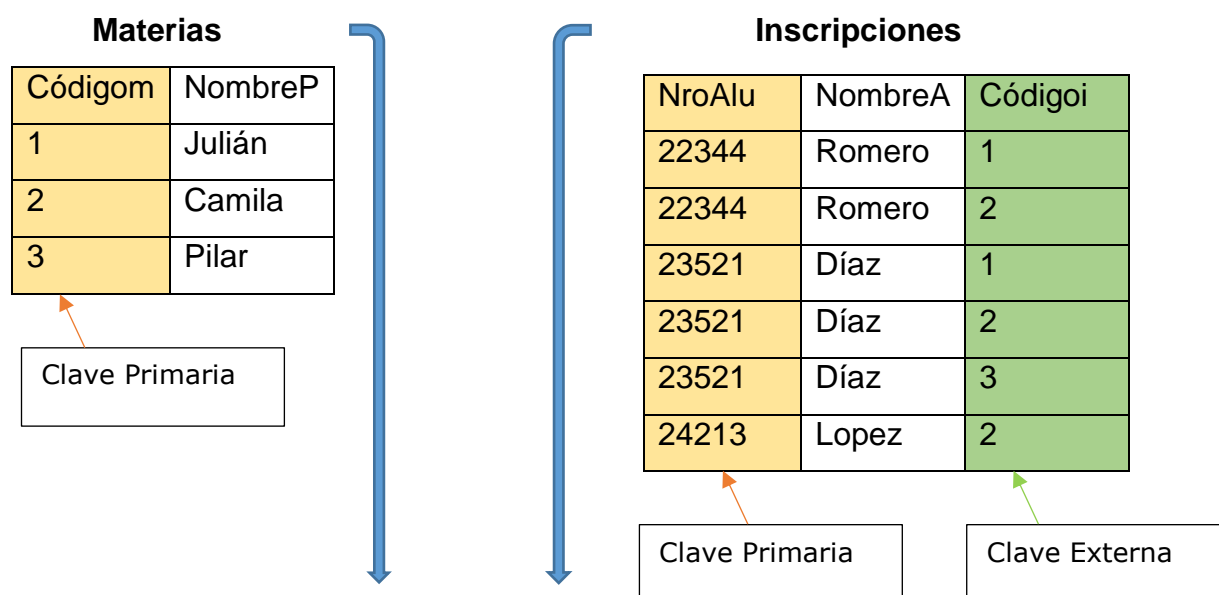 Materias
Códigom NombreP
1 Julián
2 Camila
3 Pilar
Clave Primaria
Inscripciones
NroAlu NombreA Códigoi
22344 Romero 1
22344 Romero 2
23521 Díaz 1
23521 Díaz 2
23521 Díaz 3
24213 Lopez 2
Clave Primaria
Clave Externa